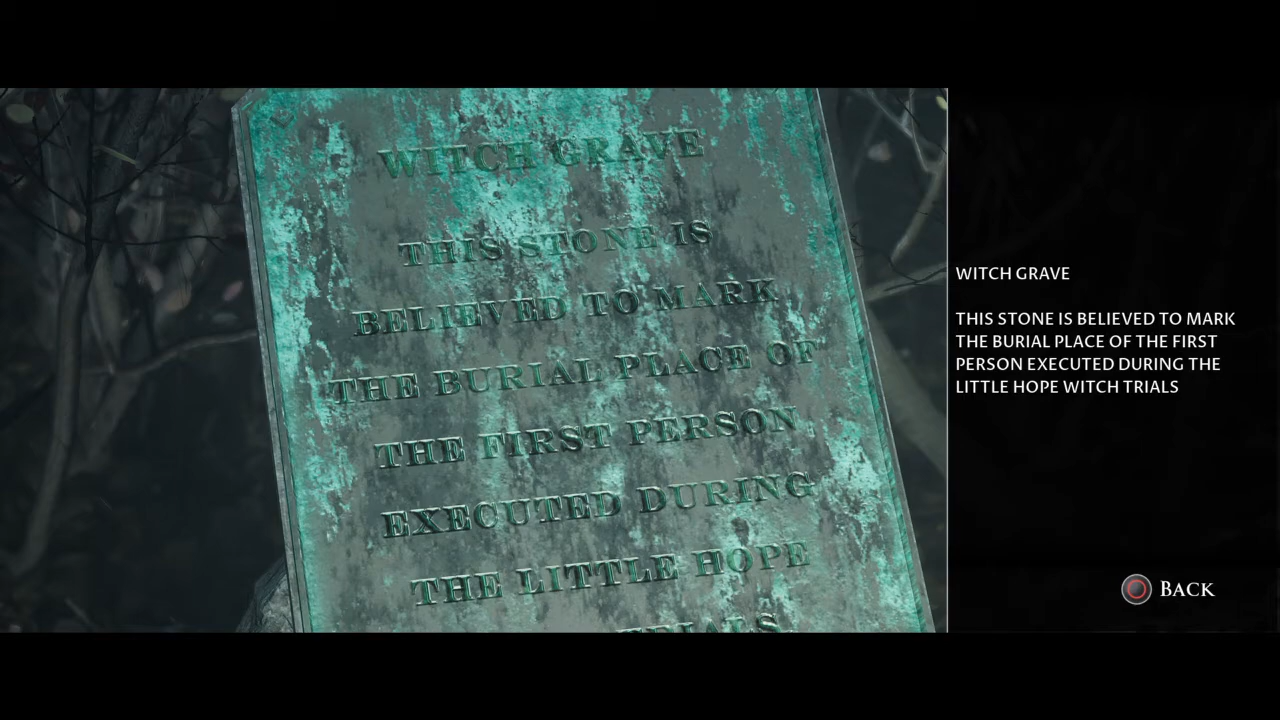 WITCH GRAVE
THIS STONE IS
BELIEVED TO MARK
THE BURIAL PLACE OF
THE FIRST PERSON
EXECUTED DURING
THE LITTLE HOPE
TRIALS
WITCH GRAVE
THIS STONE IS BELIEVED TO MARK
THE BURIAL PLACE OF THE FIRST
PERSON EXECUTED DURING THE
LITTLE HOPE WITCH TRIALS
BACK